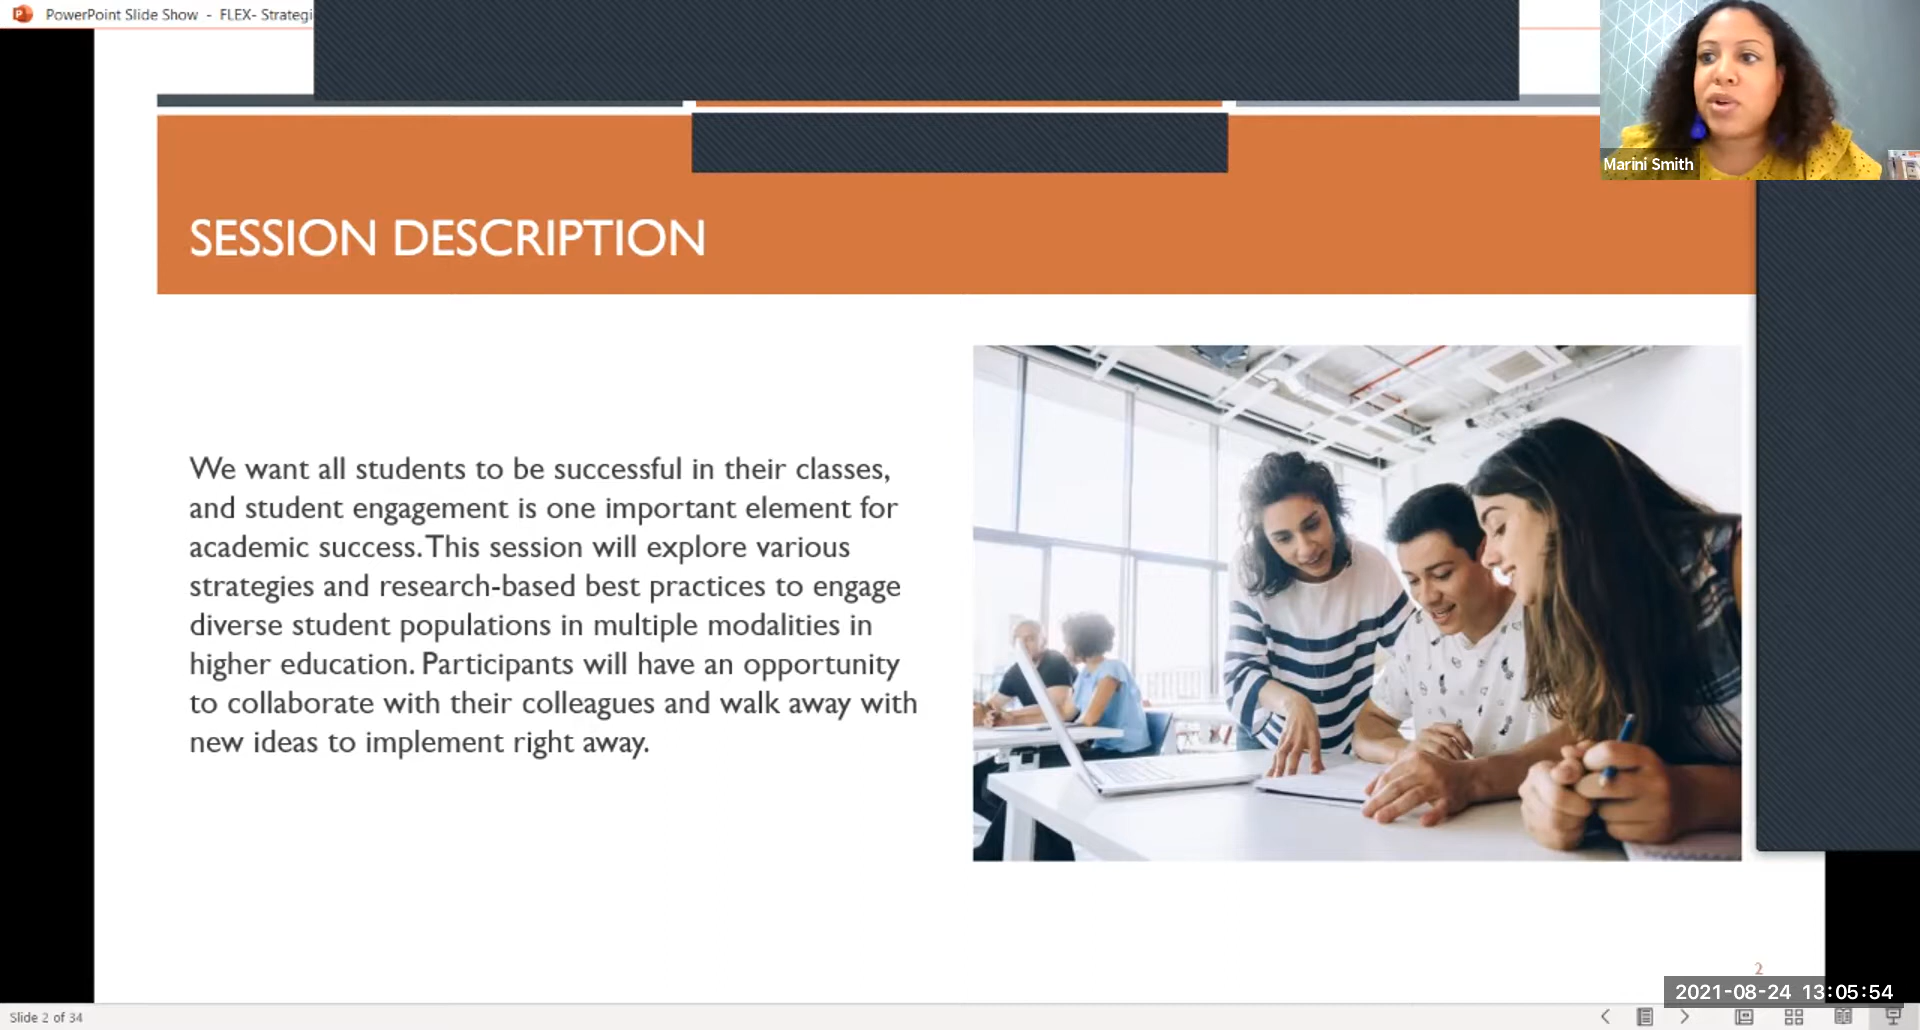 PowerPoint Slide Show - FLEX- Strategi
Marini Smith
SESSION DESCRIPTION
We want all students to be successful in their classes,
and student engagement is one important element for
academic success. This session will explore various
strategies and research-based best practices to engage
diverse student populations in multiple modalities in
higher education. Participants will have an opportunity
to collaborate with their colleagues and walk away with
new ideas to implement right away.
2
2021-08-24 13:05:54
Slide 2 of 34